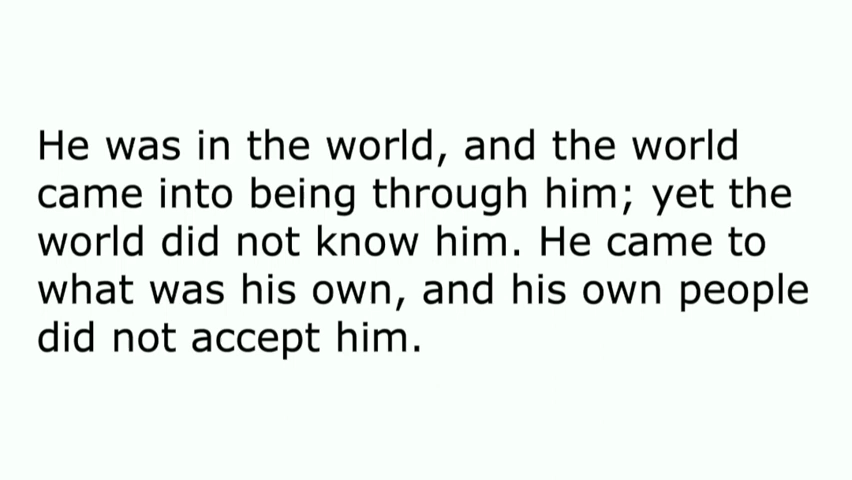 He was in the world, and the world
came into being through him; yet the
world did not know him. He came to
what was his own, and his own people
did not accept him.